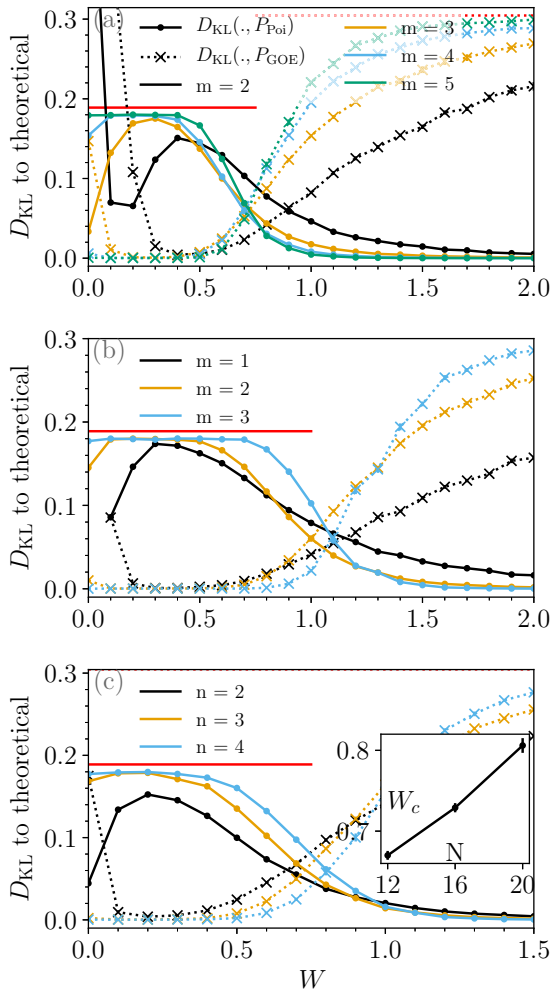 (a)
D_KL(., P_Poi)
D_KL(., P_GOE)
m = 2
m = 3
m = 4
m = 5
D_KL to theoretical
0.3
0.2
0.1
0.0
0.0 0.5 1.0 1.5 2.0
(b)
m = 1
m = 2
m = 3
D_KL to theoretical
0.3
0.2
0.1
0.0
0.0 0.5 1.0 1.5 2.0
(c)
n = 2
n = 3
n = 4
D_KL to theoretical
0.3
0.2
0.1
0.0
0.0 0.5 1.0 1.5
W
0.8
0.7
W_c
N
12 16 20